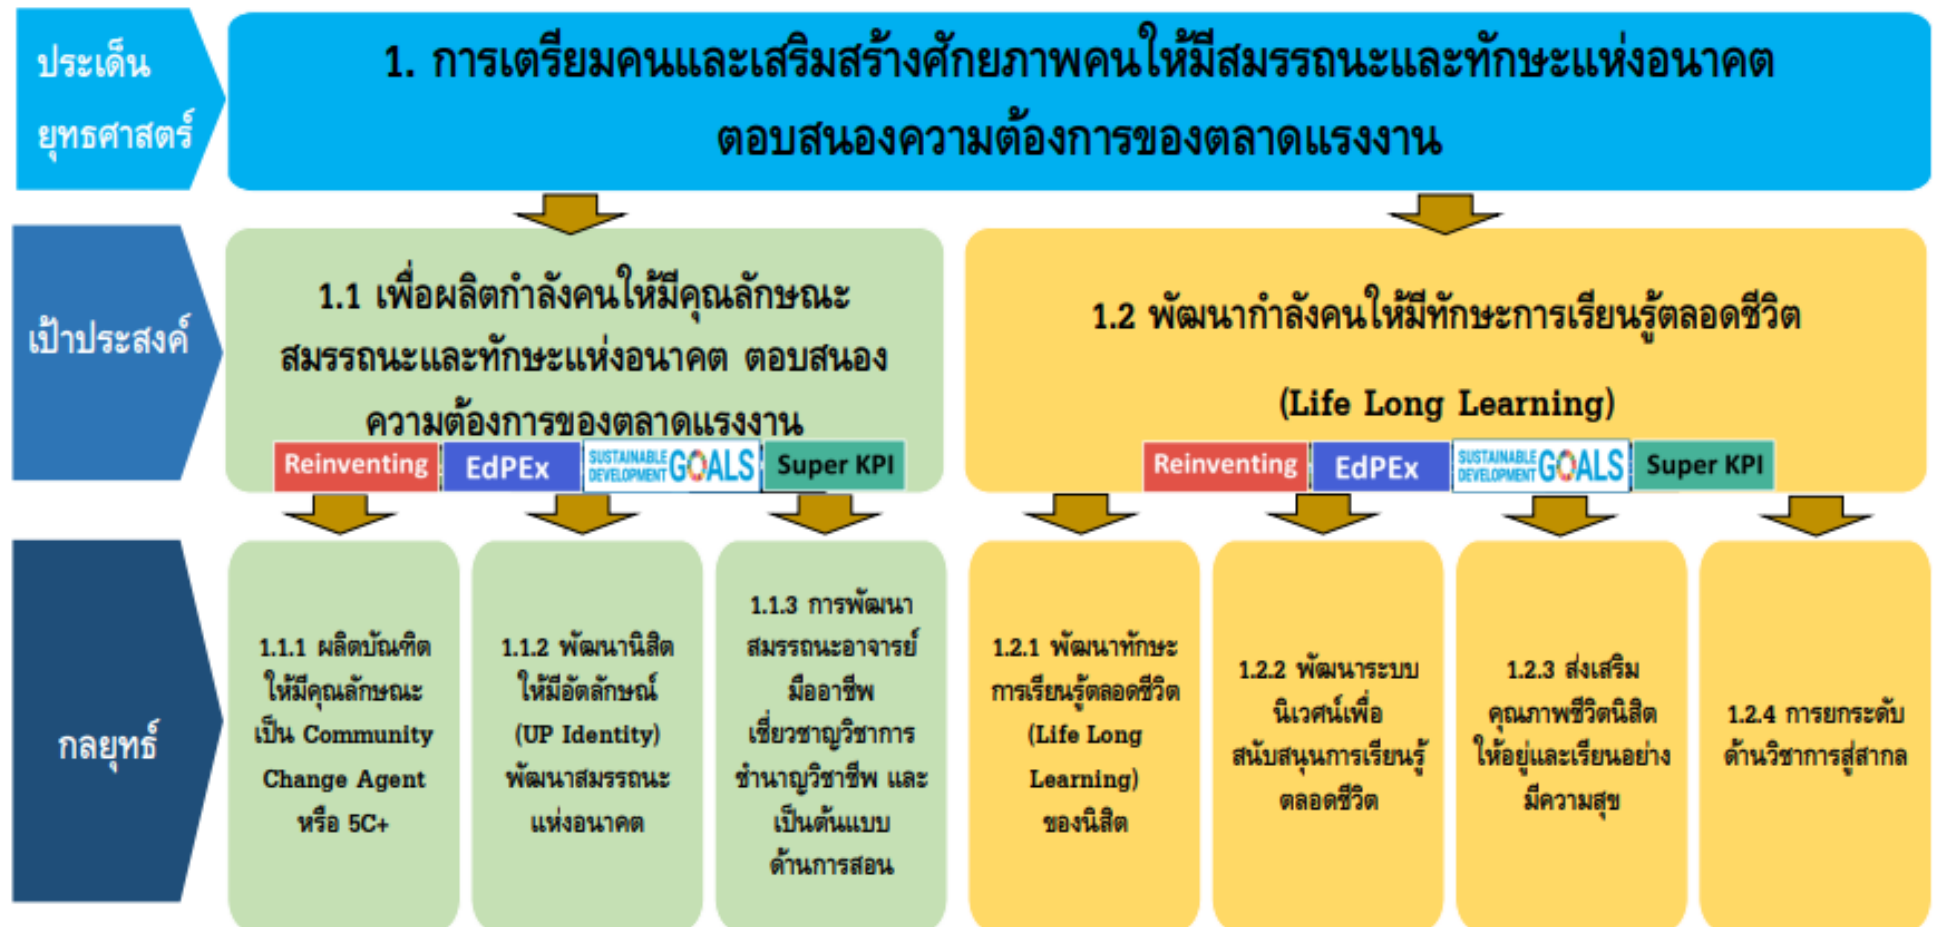 ประเด็น
ยุทธศาสตร์
1. การเตรียมคนและเสริมสร้างศักยภาพคนให้มีสมรรถนะและทักษะแห่งอนาคต
ตอบสนองความต้องการของตลาดแรงงาน
เป้าประสงค์
1.1 เพื่อผลิตกำลังคนให้มีคุณลักษณะ
สมรรถนะและทักษะแห่งอนาคต ตอบสนอง
ความต้องการของตลาดแรงงาน
Reinventing
EdPEx
SUSTAINABLE
DEVELOPMENT GOALS
Super KPI
1.2 พัฒนากำลังคนให้มีทักษะการเรียนรู้ตลอดชีวิต
(Life Long Learning)
Reinventing
EdPEx
SUSTAINABLE
DEVELOPMENT GOALS
Super KPI
กลยุทธ์
1.1.1 ผลิตบัณฑิต
ให้มีคุณลักษณะ
เป็น Community
Change Agent
หรือ 5C+
1.1.2 พัฒนานิสิต
ให้มีอัตลักษณ์
(UP Identity)
พัฒนาสมรรถนะ
แห่งอนาคต
1.1.3 การพัฒนา
สมรรถนะอาจารย์
มืออาชีพ
เชี่ยวชาญวิชาการ
ชำนาญวิชาชีพ และ
เป็นต้นแบบ
ด้านการสอน
1.2.1 พัฒนาทักษะ
การเรียนรู้ตลอดชีวิต
(Life Long
Learning)
ของนิสิต
1.2.2 พัฒนาระบบ
นิเวศน์เพื่อ
สนับสนุนการเรียนรู้
ตลอดชีวิต
1.2.3 ส่งเสริม
คุณภาพชีวิตนิสิต
ให้อยู่และเรียนอย่าง
มีความสุข
1.2.4 การยกระดับ
ด้านวิชาการสู่สากล